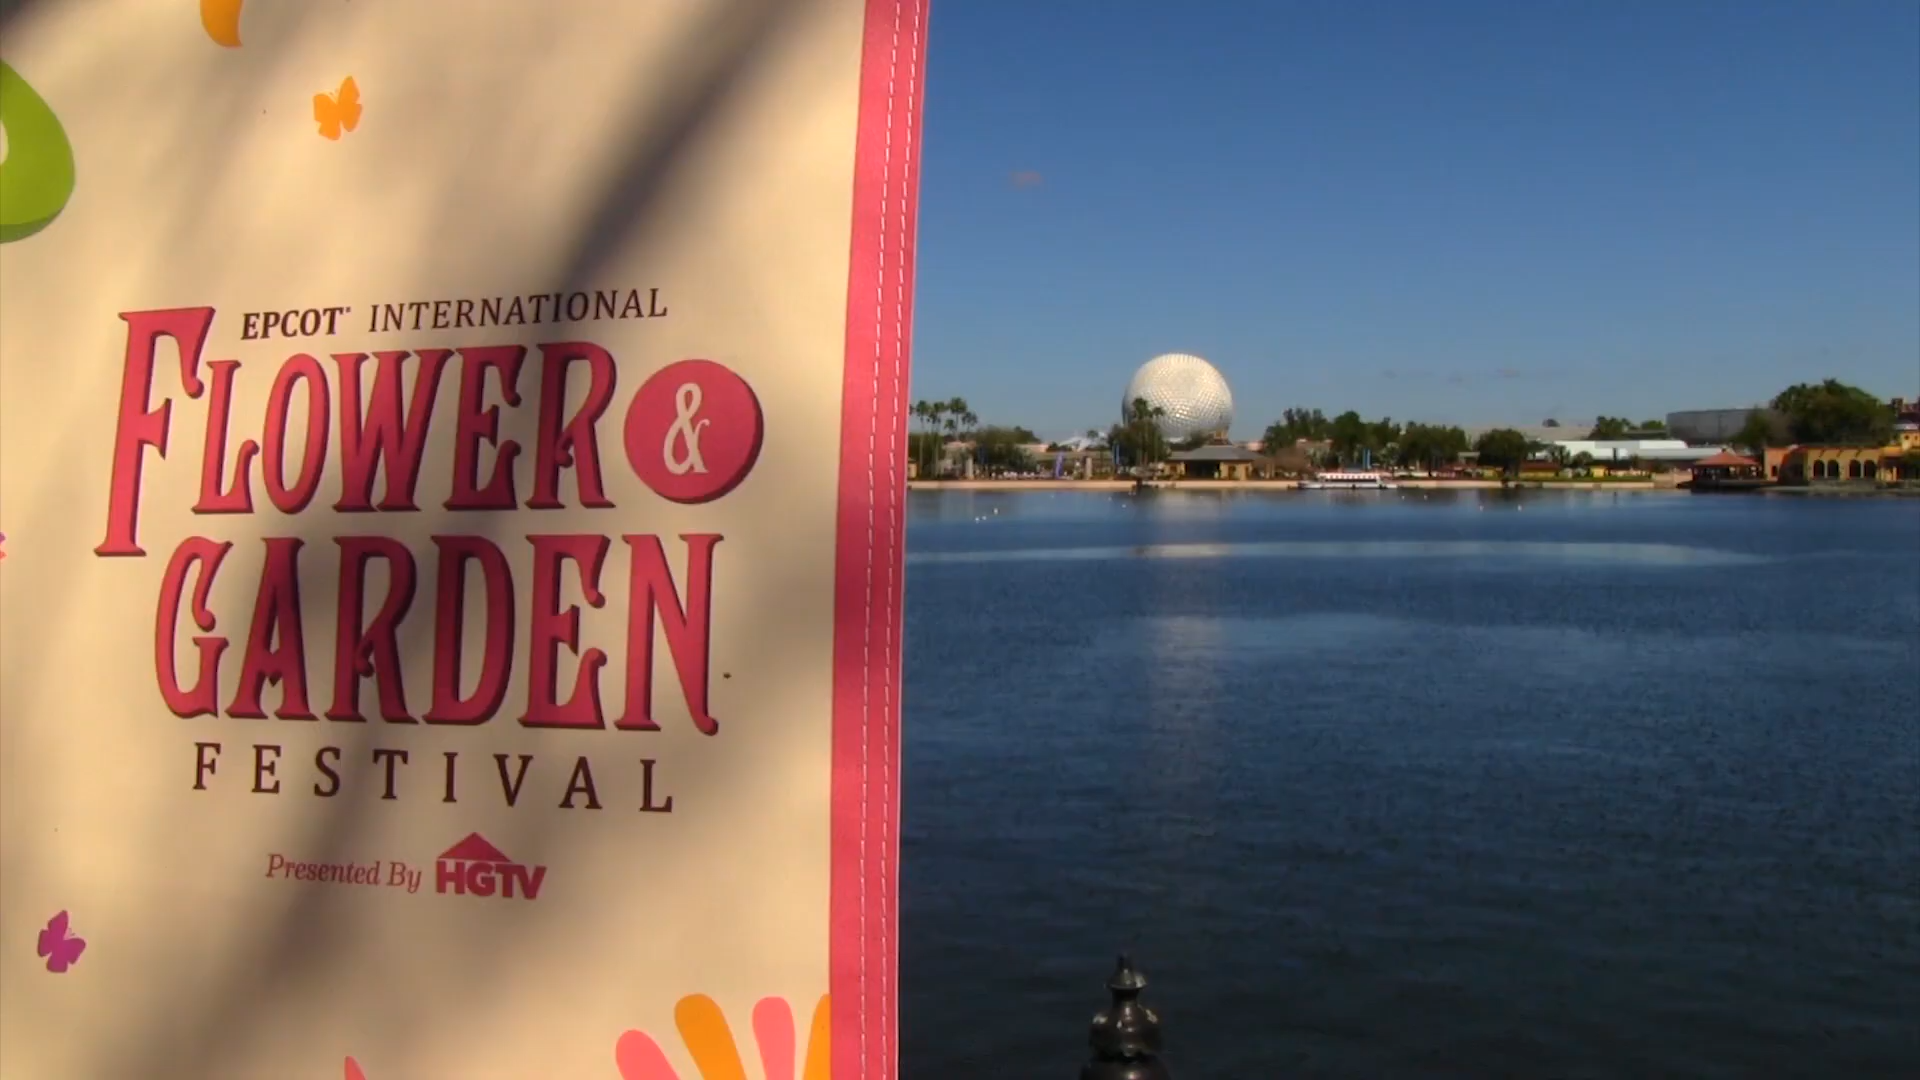 EPCOT® INTERNATIONAL
FLOWER &
GARDEN
FESTIVAL
Presented By HGTV